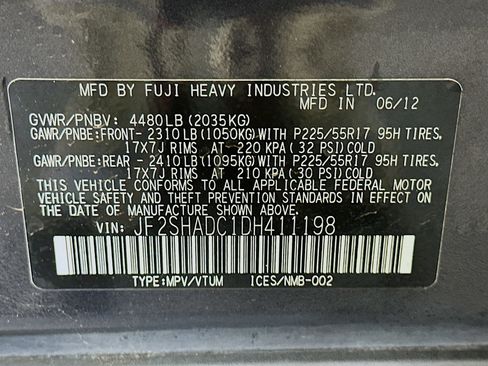 MFD BY FUJI HEAVY INDUSTRIES LTD.
MFD IN 06/12
GVWR/PNBV: 4480LB(2035KG)
GAWR/PNBE:FRONT-2310LB(1050KG)WITH P225/55R17 95H TIRES,
17X7J RIMS AT 220 KPA(32 PSI)COLD
GAWR/PNBE:REAR -2410LB(1095KG)WITH P225/55R17 95H TIRES,
17X7J RIMS AT 210 KPA(30 PSI)COLD
THIS VEHICLE CONFORMS TO ALL APPLICABLE FEDERAL MOTOR
VEHICLE SAFETY AND THEFT PREVENTION STANDARDS IN EFFECT ON
THE DATE OF MANUFACTURE SHOWN ABOVE.
VIN: JF2SHADC1DH411198
TYPE:MPV/VTUM ICES/NMB-002